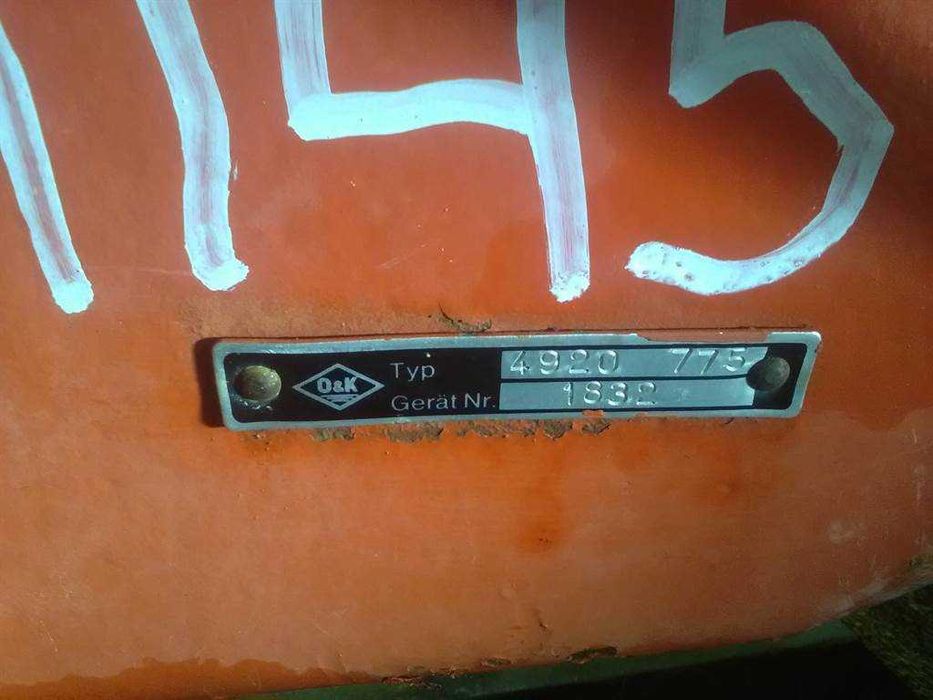 1145
O&K
Typ 4920 775
Gerät Nr. 1832